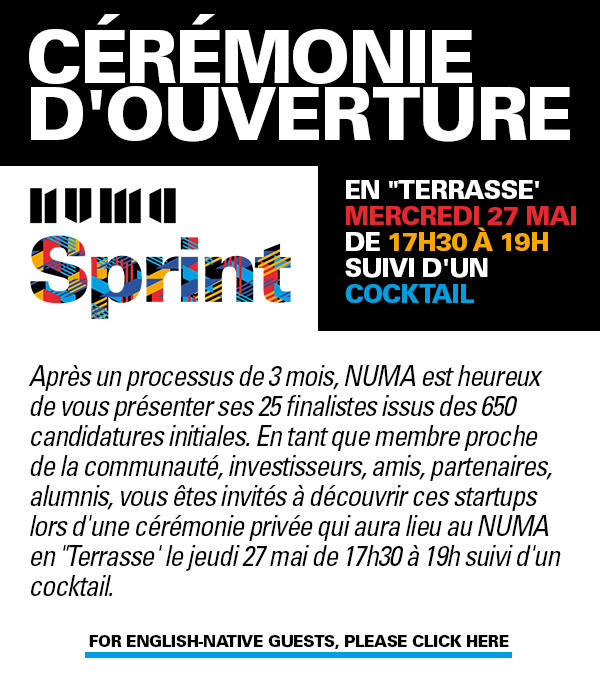 CÉRÉMONIE
D'OUVERTURE
numa
Sprint
EN "TERRASSE'
MERCREDI 27 MAI
DE 17H30 À 19H
SUIVI D'UN
COCKTAIL
Après un processus de 3 mois, NUMA est heureux
de vous présenter ses 25 finalistes issus des 650
candidatures initiales. En tant que membre proche
de la communauté, investisseurs, amis, partenaires,
alumnis, vous êtes invités à découvrir ces startups
lors d'une cérémonie privée qui aura lieu au NUMA
en "Terrasse' le jeudi 27 mai de 17h30 à 19h suivi d'un
cocktail.
FOR ENGLISH-NATIVE GUESTS, PLEASE CLICK HERE